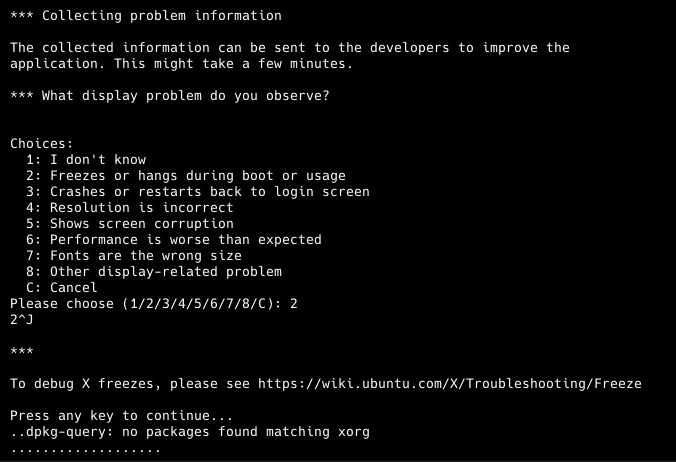 *** Collecting problem information
The collected information can be sent to the developers to improve the
application. This might take a few minutes.
*** What display problem do you observe?
Choices:
1: I don't know
2: Freezes or hangs during boot or usage
3: Crashes or restarts back to login screen
4: Resolution is incorrect
5: Shows screen corruption
6: Performance is worse than expected
7: Fonts are the wrong size
8: Other display-related problem
C: Cancel
Please choose (1/2/3/4/5/6/7/8/C): 2
2^J
***
To debug X freezes, please see https://wiki.ubuntu.com/X/Troubleshooting/Freeze
Press any key to continue...
..dpkg-query: no packages found matching xorg
...................